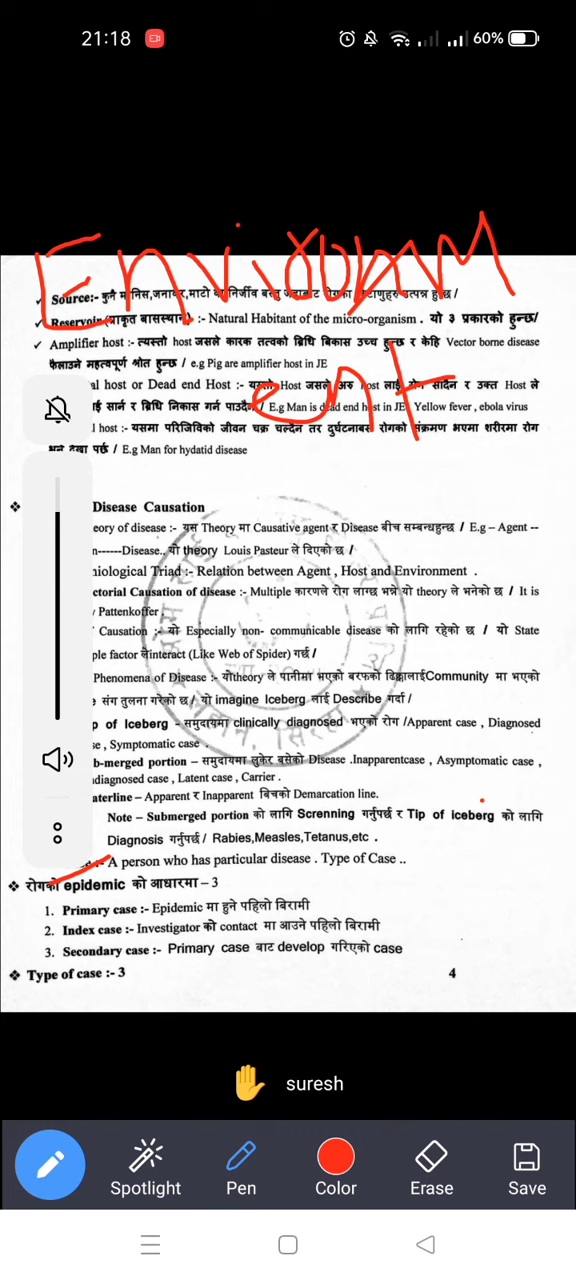 21:18
60%
Enviroenm
ent
✓ Source:- कुनै मानिस,जनावर,माटो वा निर्जीव बस्तु जहाबाट रोगका उत्पन्न हुन्छ /
✓ Reservoir (प्राकृत बासस्थान) :- Natural Habitant of the micro-organism . यो ३ प्रकारको हुन्छ/
✓ Amplifier host :- त्यस्तो host जसले कारक तत्वको ब्रिधि बिकास उच्च हुन्छ र केहि Vector borne disease
फैलाउने महत्वपूर्ण श्रोत हुन्छ / e.g Pig are amplifier host in JE
al host or Dead end Host :- यस्तो Host जसले अरु host लाई रोग सार्दैन र उक्त Host ले
ई सार्न र ब्रिधि निकास गर्न पाउदैन / E.g Man is dead end host in JE, Yellow fever , ebola virus
l host :- यसमा परिजिविको जीवन चक्र चल्दैन तर दुर्घटनाबस रोगको संक्रमण भएमा शरीरमा रोग
भने देखा पर्छ / E.g Man for hydatid disease
❖ Disease Causation
eory of disease :- यस Theory मा Causative agent र Disease बीच सम्बन्धहुन्छ / E.g – Agent --
n------Disease.. यो theory Louis Pasteur ले दिएको छ /
niological Triad :- Relation between Agent , Host and Environment .
ctorial Causation of disease :- Multiple कारणले रोग लाग्छ भन्ने यो theory ले भनेको छ / It is
Pattenkoffer .
Causation :- यो Especially non- communicable disease को लागि रहेको छ / यो State
ple factor लेinteract (Like Web of Spider) गर्छ /
Phenomena of Disease :- योtheory ले पानीमा भएको बरफको ढिक्कालाईCommunity मा भएको
संग तुलना गरेको छ / यो imagine Iceberg लाई Describe गर्दा /
p of Iceberg – समुदायमा clinically diagnosed भएको रोग /Apparent case , Diagnosed
se , Symptomatic case .
b-merged portion – समुदायमा लुकेर बसेको Disease .Inapparentcase , Asymptomatic case ,
diagnosed case , Latent case , Carrier .
aterline – Apparent र Inapparent बिचको Demarcation line.
Note – Submerged portion को लागि Screnning गर्नुपर्छ र Tip of iceberg को लागि
Diagnosis गर्नुपर्छ / Rabies,Measles,Tetanus,etc .
:- A person who has particular disease . Type of Case ..
❖ रोगको epidemic को आधारमा – 3
1. Primary case :- Epidemic मा हुने पहिलो बिरामी
2. Index case :- Investigator को contact मा आउने पहिलो बिरामी
3. Secondary case :- Primary case बाट develop गरिएको case
❖ Type of case :- 3 4
suresh
Spotlight Pen Color Erase Save